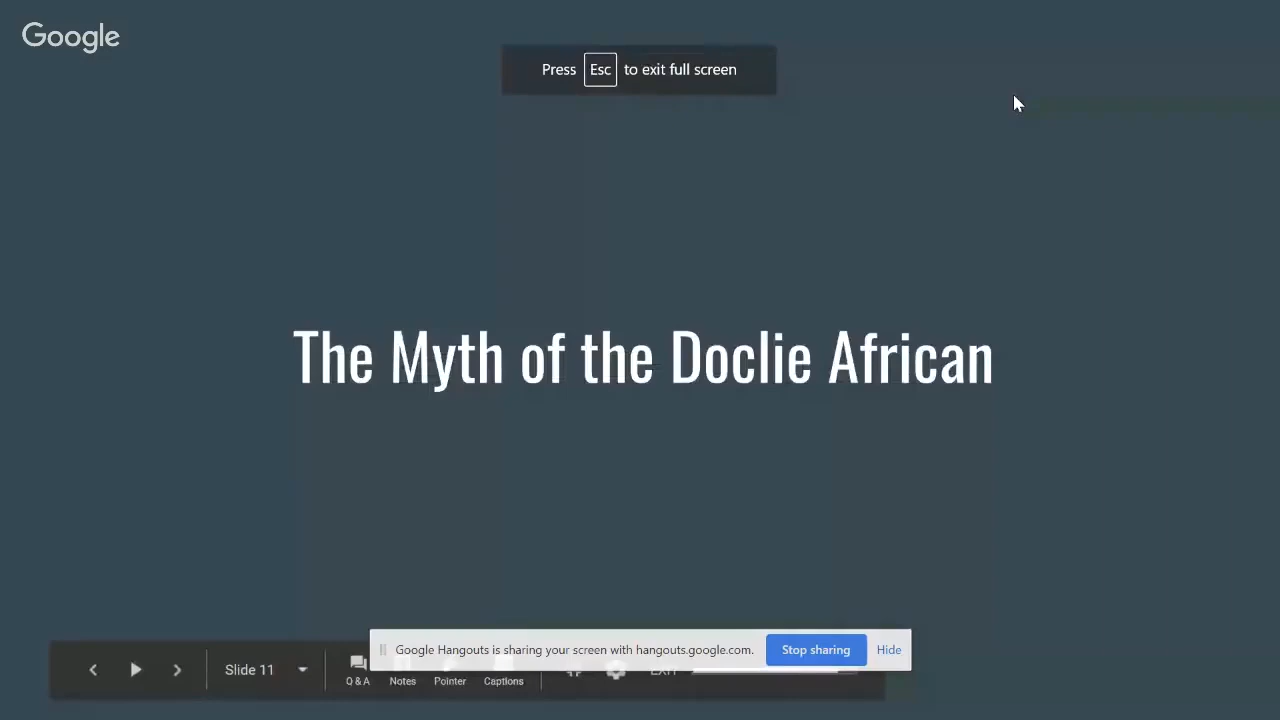 Google
Press Esc to exit full screen
The Myth of the Doclie African
Google Hangouts is sharing your screen with hangouts.google.com. Stop sharing Hide
Slide 11 Q & A Notes Pointer Captions EXIT